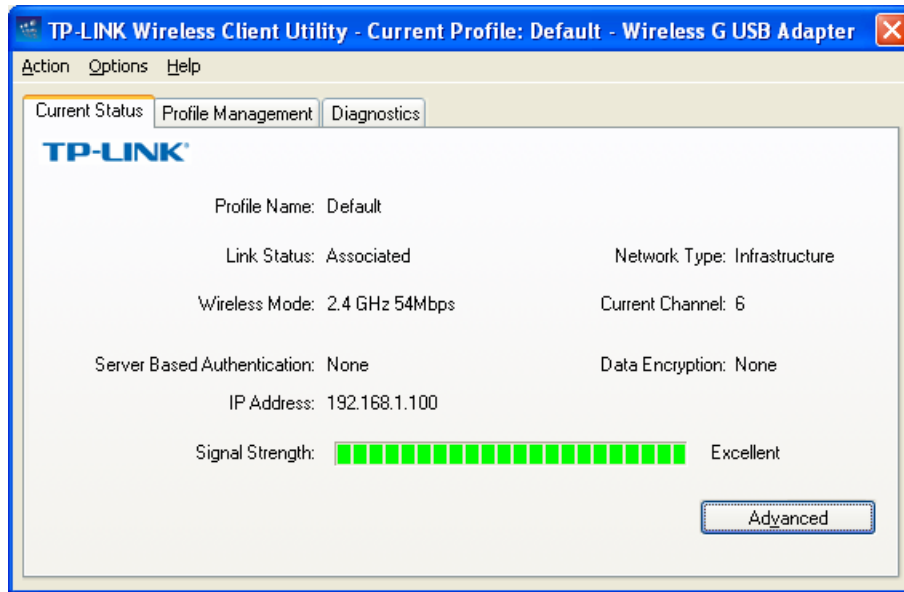 TP-LINK Wireless Client Utility - Current Profile: Default - Wireless G USB Adapter
Action Options Help
Current Status Profile Management Diagnostics
TP-LINK®
Profile Name: Default
Link Status: Associated Network Type: Infrastructure
Wireless Mode: 2.4 GHz 54Mbps Current Channel: 6
Server Based Authentication: None Data Encryption: None
IP Address: 192.168.1.100
Signal Strength: Excellent
Advanced